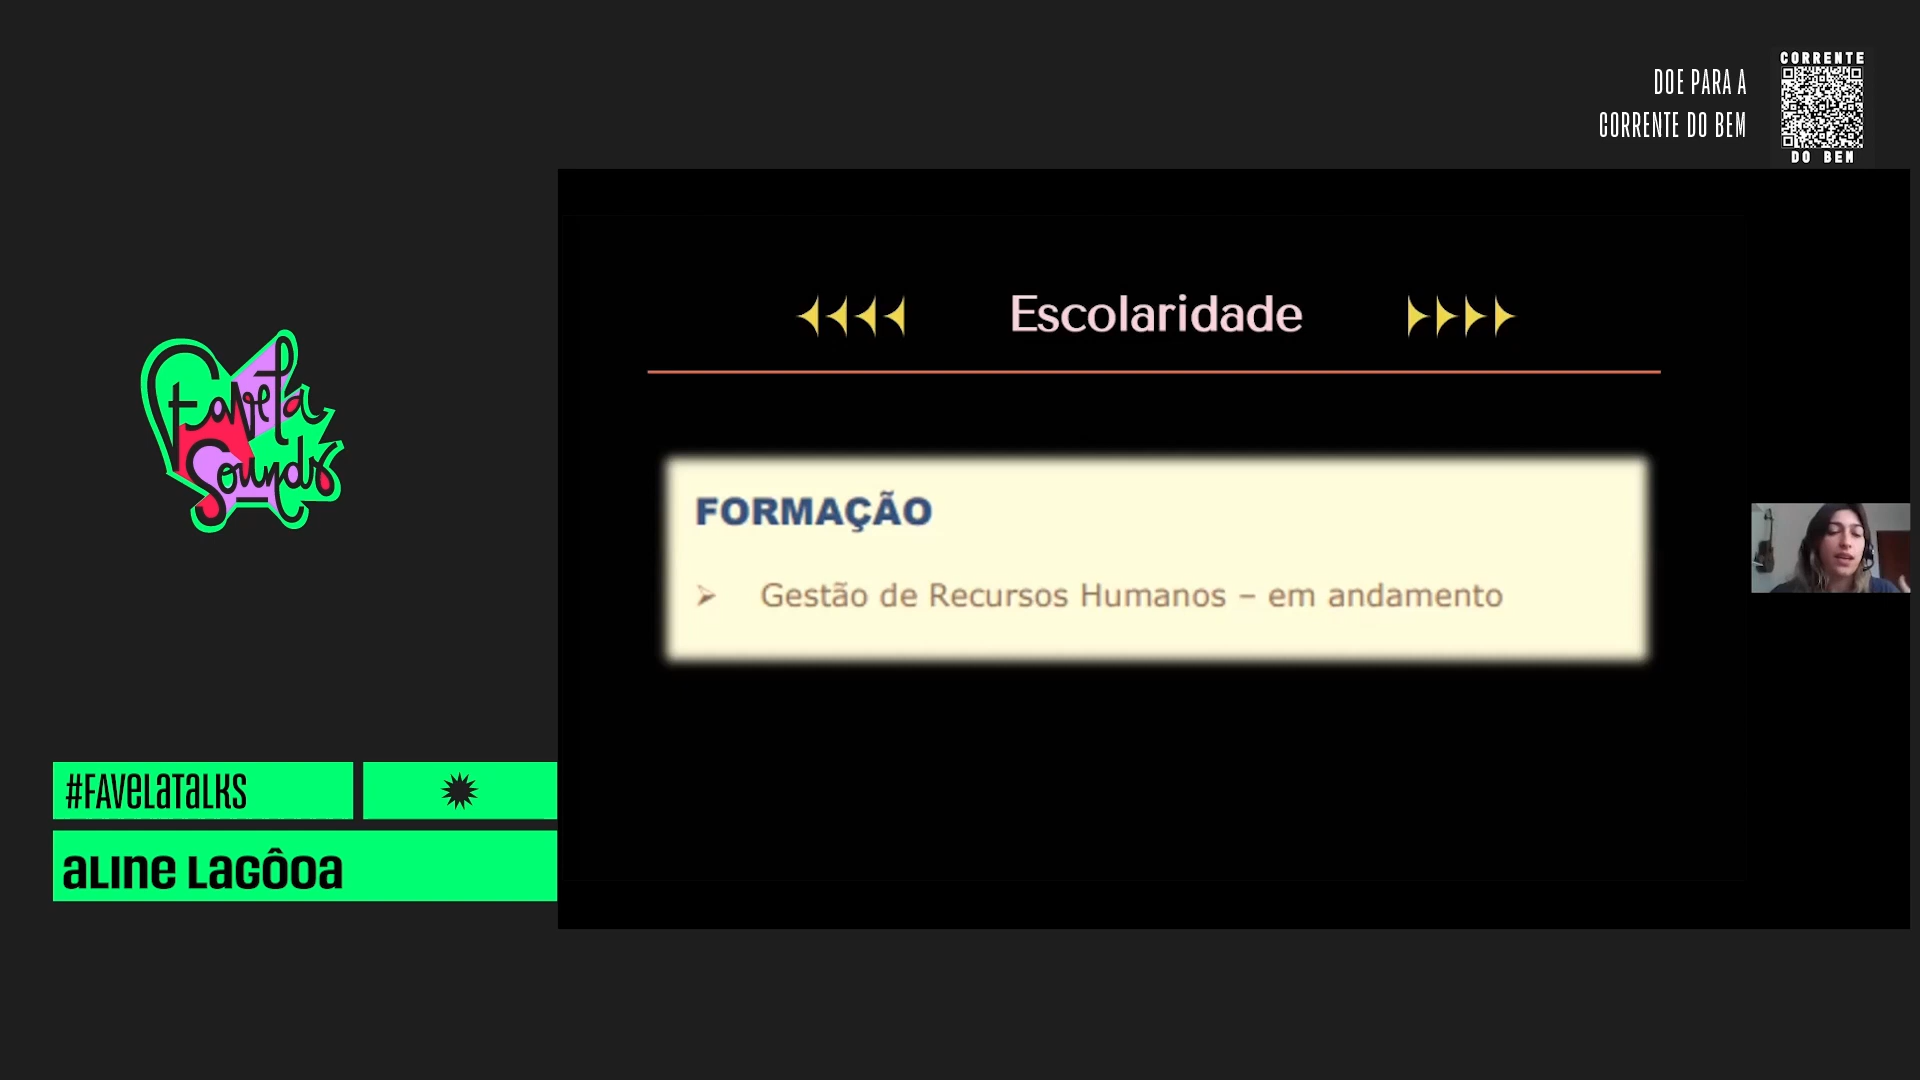 DOE PARA A
CORRENTE DO BEM
CORRENTE
DO BEM
Escolaridade
Favela
Sounds
FORMAÇÃO
Gestão de Recursos Humanos – em andamento
#FAVELATALKS
ALINE LAGÔOA